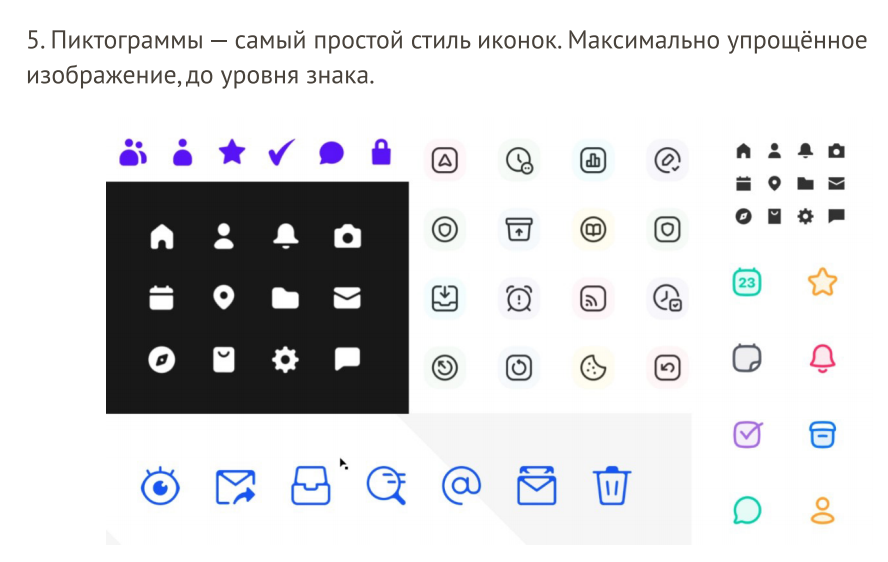 5. Пиктограммы — самый простой стиль иконок. Максимально упрощённое
изображение, до уровня знака.
23